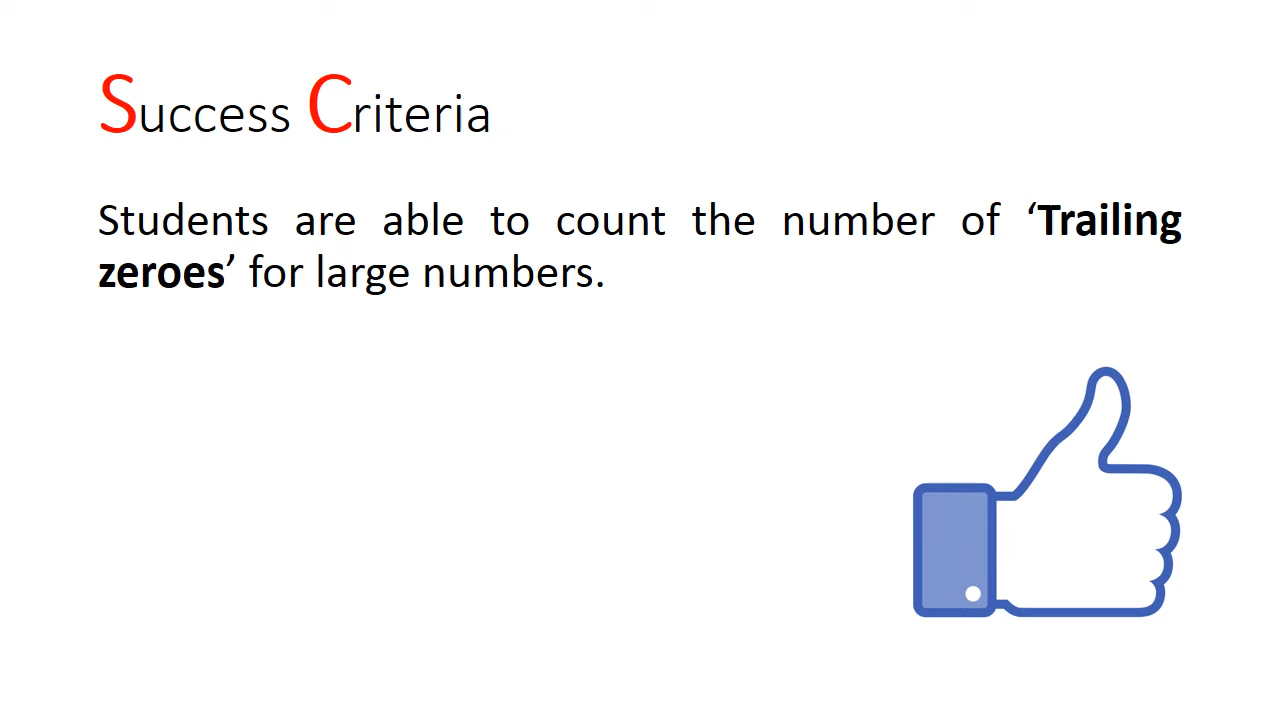 Success Criteria
Students are able to count the number of ‘Trailing
zeroes’ for large numbers.